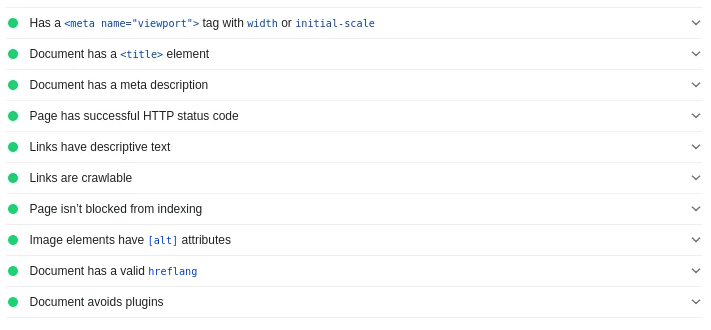 Has a <meta name="viewport"> tag with width or initial-scale
Document has a <title> element
Document has a meta description
Page has successful HTTP status code
Links have descriptive text
Links are crawlable
Page isn’t blocked from indexing
Image elements have [alt] attributes
Document has a valid hreflang
Document avoids plugins